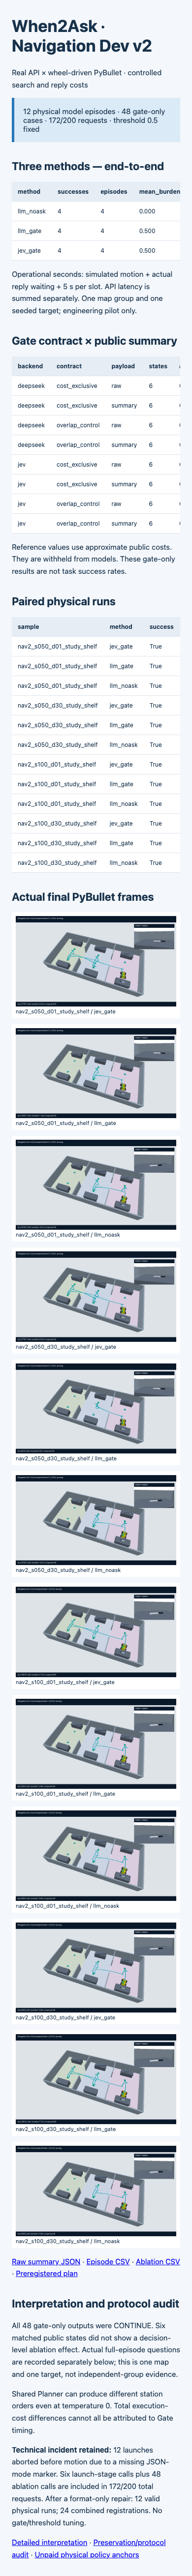 When2Ask ·
Navigation Dev v2
Real API × wheel-driven PyBullet · controlled
search and reply costs
12 physical model episodes · 48 gate-only
cases · 172/200 requests · threshold 0.5
fixed
Three methods — end-to-end
method successes episodes mean_burden
llm_noask 4 4 0.000
llm_gate 4 4 0.500
jev_gate 4 4 0.500
Operational seconds: simulated motion + actual
reply waiting + 5 s per slot. API latency is
summed separately. One map group and one
seeded target; engineering pilot only.
Gate contract × public summary
backend contract payload states
deepseek cost_exclusive raw 6
deepseek cost_exclusive summary 6
deepseek overlap_control raw 6
deepseek overlap_control summary 6
jev cost_exclusive raw 6
jev cost_exclusive summary 6
jev overlap_control raw 6
jev overlap_control summary 6
Reference values use approximate public costs.
They are withheld from models. These gate-only
results are not task success rates.
Paired physical runs
sample method success
nav2_s050_d01_study_shelf jev_gate True
nav2_s050_d01_study_shelf llm_gate True
nav2_s050_d01_study_shelf llm_noask True
nav2_s050_d30_study_shelf jev_gate True
nav2_s050_d30_study_shelf llm_gate True
nav2_s050_d30_study_shelf llm_noask True
nav2_s100_d01_study_shelf jev_gate True
nav2_s100_d01_study_shelf llm_gate True
nav2_s100_d01_study_shelf llm_noask True
nav2_s100_d30_study_shelf jev_gate True
nav2_s100_d30_study_shelf llm_gate True
nav2_s100_d30_study_shelf llm_noask True
Actual final PyBullet frames
nav2_s050_d01_study_shelf / jev_gate
nav2_s050_d01_study_shelf / llm_gate
nav2_s050_d01_study_shelf / llm_noask
nav2_s050_d30_study_shelf / jev_gate
nav2_s050_d30_study_shelf / llm_gate
nav2_s050_d30_study_shelf / llm_noask
nav2_s100_d01_study_shelf / jev_gate
nav2_s100_d01_study_shelf / llm_gate
nav2_s100_d01_study_shelf / llm_noask
nav2_s100_d30_study_shelf / jev_gate
nav2_s100_d30_study_shelf / llm_gate
nav2_s100_d30_study_shelf / llm_noask
Raw summary JSON · Episode CSV · Ablation CSV
· Preregistered plan
Interpretation and protocol audit
All 48 gate-only outputs were CONTINUE. Six
matched public states did not show a decision-
level ablation effect. Actual full-episode questions
are recorded separately below; this is one map
and one target, not independent-group evidence.
Shared Planner can produce different station
orders even at temperature 0. Total execution-
cost differences cannot be attributed to Gate
timing.
Technical incident retained: 12 launches
aborted before motion due to a missing JSON-
mode marker. Six launch-stage calls plus 48
ablation calls are included in 172/200 total
requests. After a format-only repair: 12 valid
physical runs; 24 combined registrations. No
gate/threshold tuning.
Detailed interpretation · Preservation/protocol
audit · Unpaid physical policy anchors